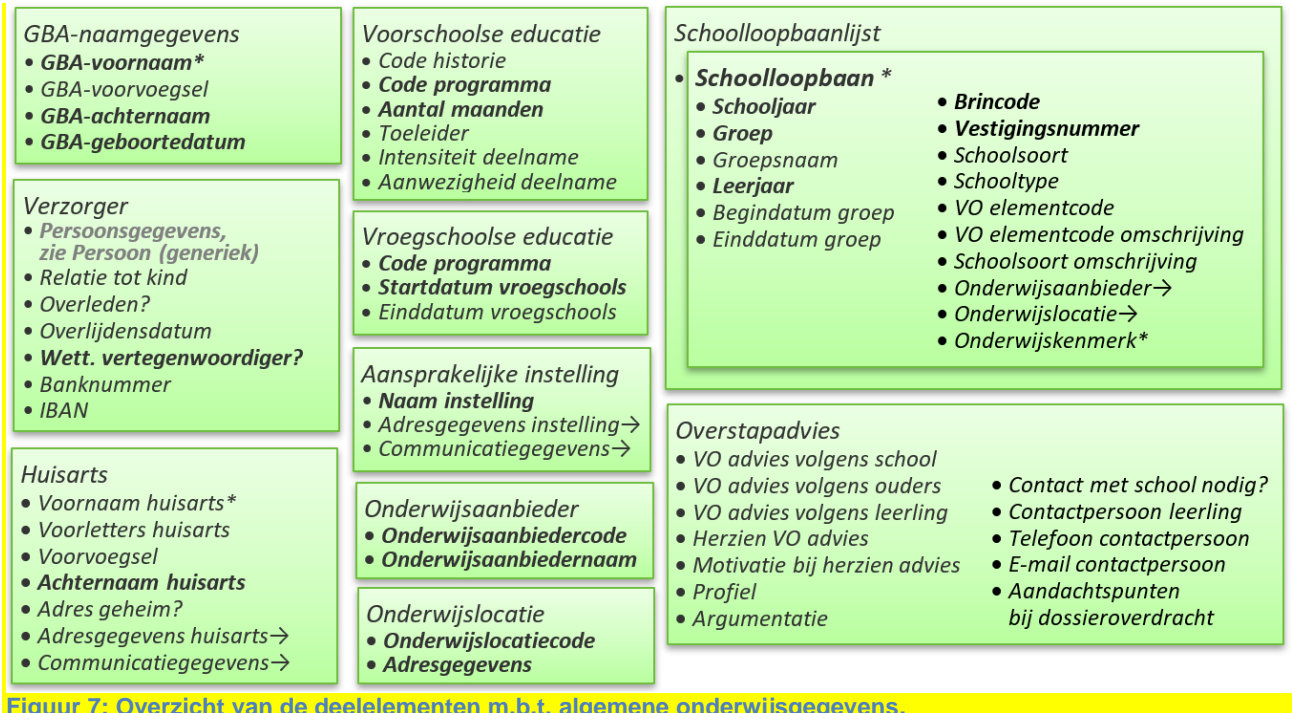 GBA-naamgegevens
• GBA-voornaam*
• GBA-voorvoegsel
• GBA-achternaam
• GBA-geboortedatum
Verzorger
• Persoonsgegevens,
zie Persoon (generiek)
• Relatie tot kind
• Overleden?
• Overlijdensdatum
• Wett. vertegenwoordiger?
• Banknummer
• IBAN
Huisarts
• Voornaam huisarts*
• Voorletters huisarts
• Voorvoegsel
• Achternaam huisarts
• Adres geheim?
• Adresgegevens huisarts→
• Communicatiegegevens→
Voorschoolse educatie
• Code historie
• Code programma
• Aantal maanden
• Toeleider
• Intensiteit deelname
• Aanwezigheid deelname
Vroegschoolse educatie
• Code programma
• Startdatum vroegschools
• Einddatum vroegschools
Aansprakelijke instelling
• Naam instelling
• Adresgegevens instelling→
• Communicatiegegevens→
Onderwijsaanbieder
• Onderwijsaanbiedercode
• Onderwijsaanbiedernaam
Onderwijslocatie
• Onderwijslocatiecode
• Adresgegevens
Schoolloopbaanlijst
• Schoolloopbaan *
• Schooljaar
• Groep
• Groepsnaam
• Leerjaar
• Begindatum groep
• Einddatum groep
• Brincode
• Vestigingsnummer
• Schoolsoort
• Schooltype
• VO elementcode
• VO elementcode omschrijving
• Schoolsoort omschrijving
• Onderwijsaanbieder→
• Onderwijslocatie→
• Onderwijskenmerk*
Overstapadvies
• VO advies volgens school
• VO advies volgens ouders
• VO advies volgens leerling
• Herzien VO advies
• Motivatie bij herzien advies
• Profiel
• Argumentatie
• Contact met school nodig?
• Contactpersoon leerling
• Telefoon contactpersoon
• E-mail contactpersoon
• Aandachtspunten
bij dossieroverdracht
Figuur 7: Overzicht van de deelelementen m.b.t. algemene onderwijsgegevens.